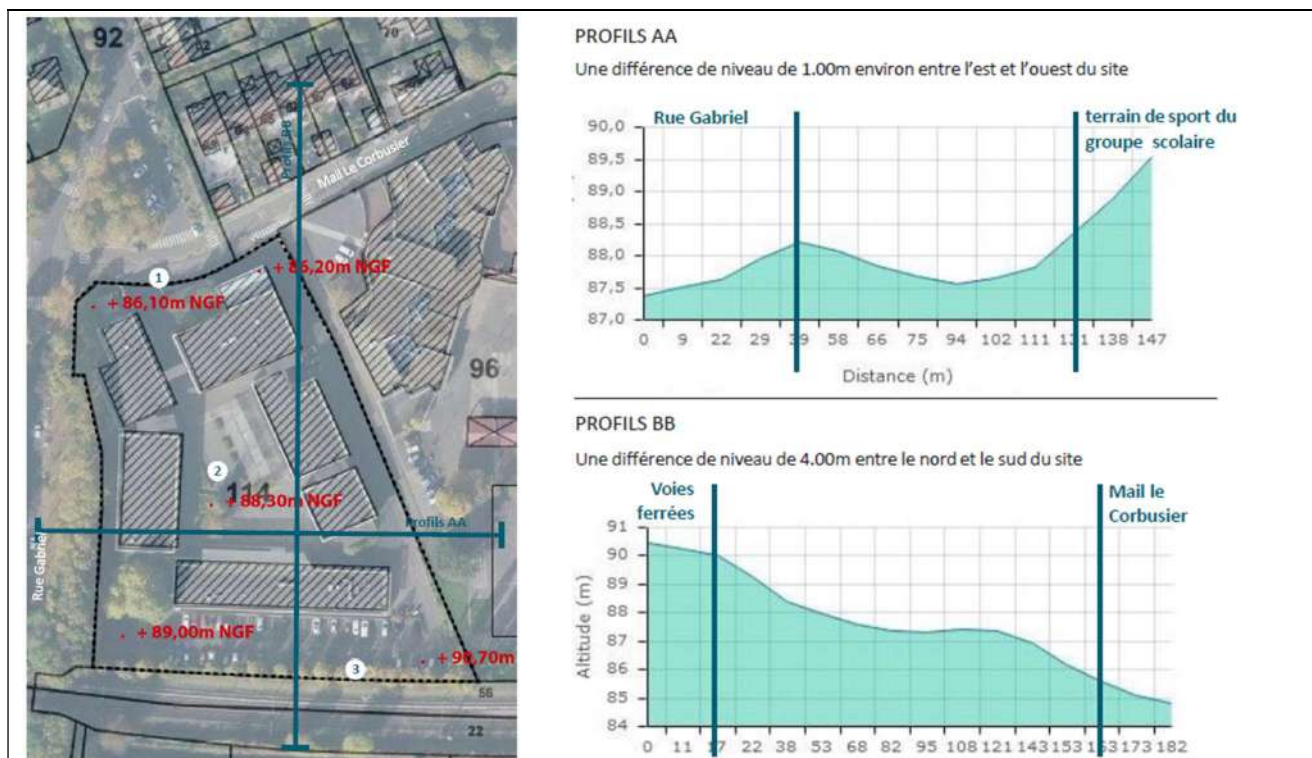 92
20
Profils BB
Mail Le Corbusier
1
+ 86,20m NGF
+ 86,10m NGF
96
2
114
+ 88,30m NGF
Profils AA
Rue Gabriel
+ 89,00m NGF
3
+ 90,70m
56
22
PROFILS AA
Une différence de niveau de 1.00m environ entre l'est et l'ouest du site
Rue Gabriel
terrain de sport du
groupe scolaire
90,0
89,5
89,0
88,5
88,0
87,5
87,0
0 9 22 29 39 58 66 75 94 102 111 131 138 147
Distance (m)
PROFILS BB
Une différence de niveau de 4.00m entre le nord et le sud du site
Voies
ferrées
Mail le
Corbusier
Altitude (m)
91
90
89
88
87
86
85
84
0 11 17 22 38 53 68 82 95 108 121 143 153 163 173 182